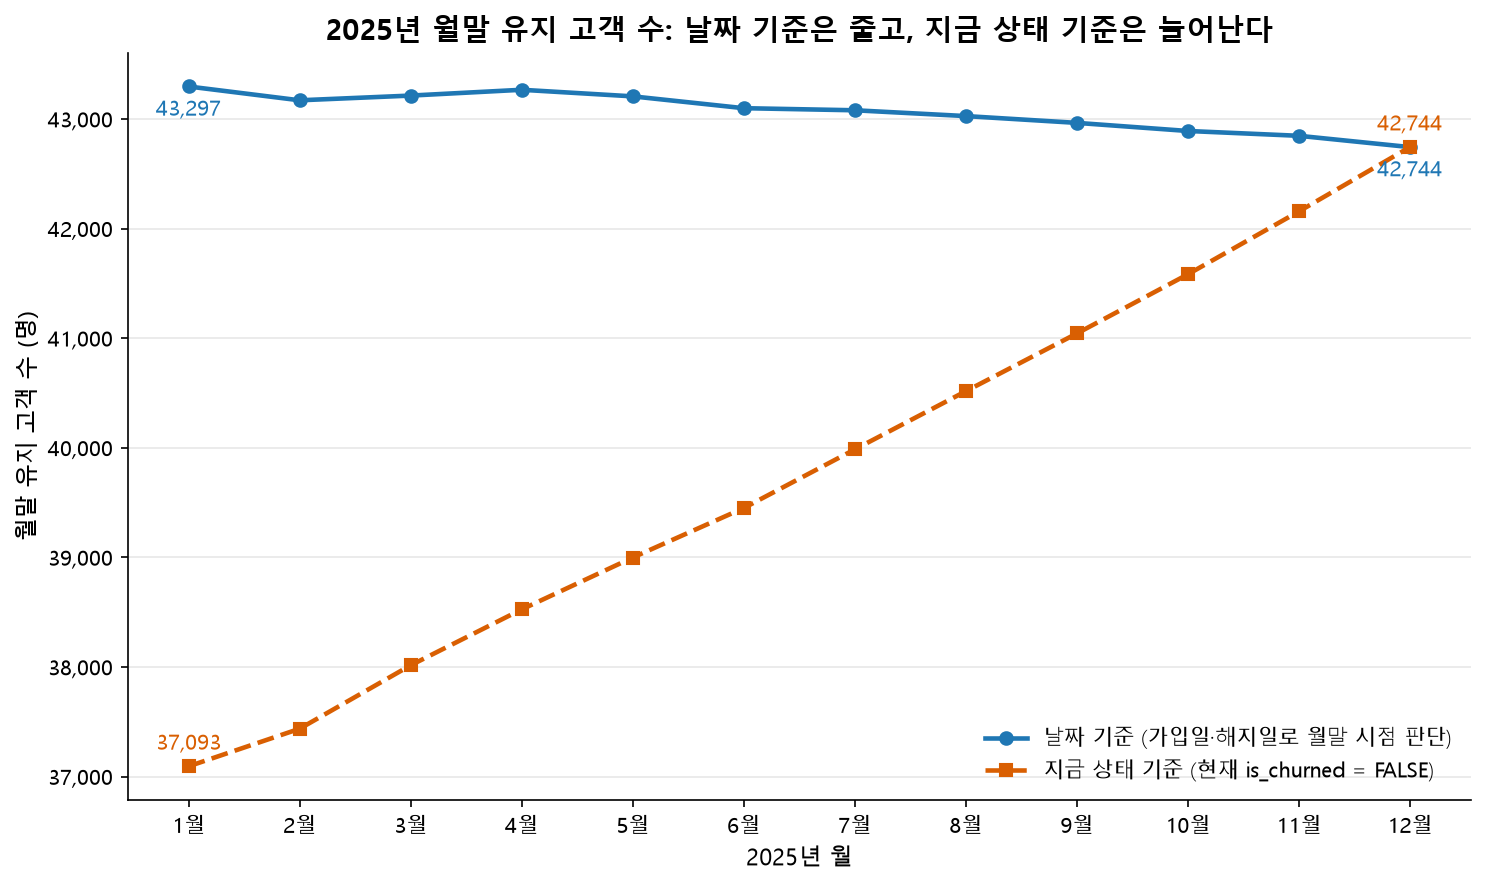 2025년 월말 유지 고객 수: 날짜 기준은 줄고, 지금 상태 기준은 늘어난다
월말 유지 고객 수 (명)
43,000
42,000
41,000
40,000
39,000
38,000
37,000
43,297
42,744
42,744
37,093
날짜 기준 (가입일·해지일로 월말 시점 판단)
지금 상태 기준 (현재 is_churned = FALSE)
1월 2월 3월 4월 5월 6월 7월 8월 9월 10월 11월 12월
2025년 월